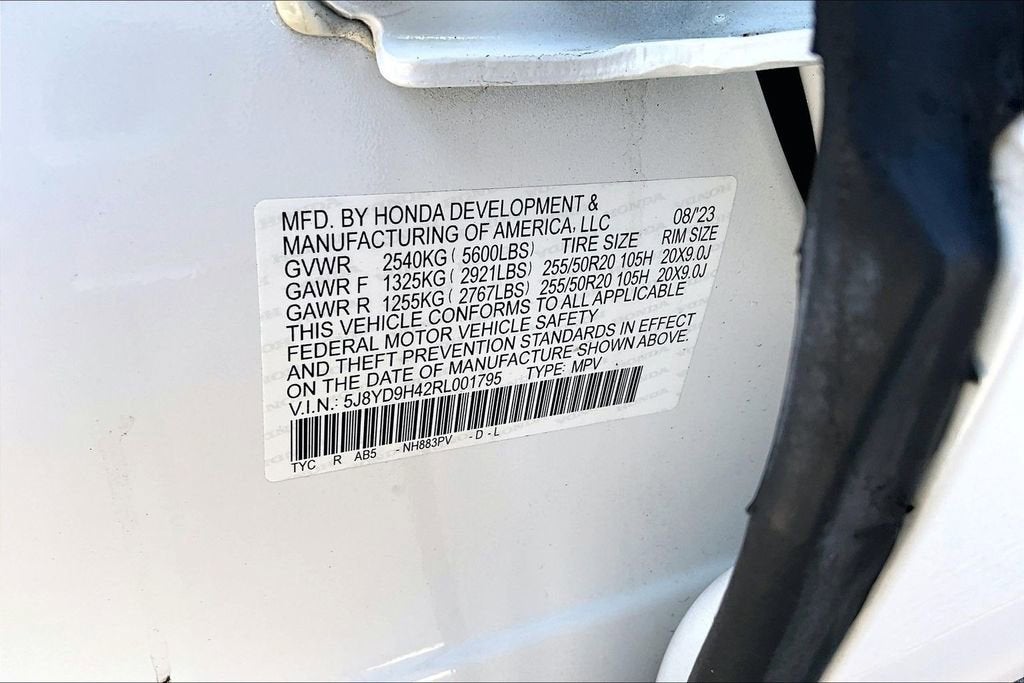 MFD. BY HONDA DEVELOPMENT &
MANUFACTURING OF AMERICA, LLC 08/'23
GVWR 2540KG ( 5600LBS) TIRE SIZE RIM SIZE
GAWR F 1325KG ( 2921LBS) 255/50R20 105H 20X9.0J
GAWR R 1255KG ( 2767LBS) 255/50R20 105H 20X9.0J
THIS VEHICLE CONFORMS TO ALL APPLICABLE
FEDERAL MOTOR VEHICLE SAFETY
AND THEFT PREVENTION STANDARDS IN EFFECT
ON THE DATE OF MANUFACTURE SHOWN ABOVE.
V.I.N.: 5J8YD9H42RL001795 TYPE: MPV
TYC R AB5 - NH883PV - D - L